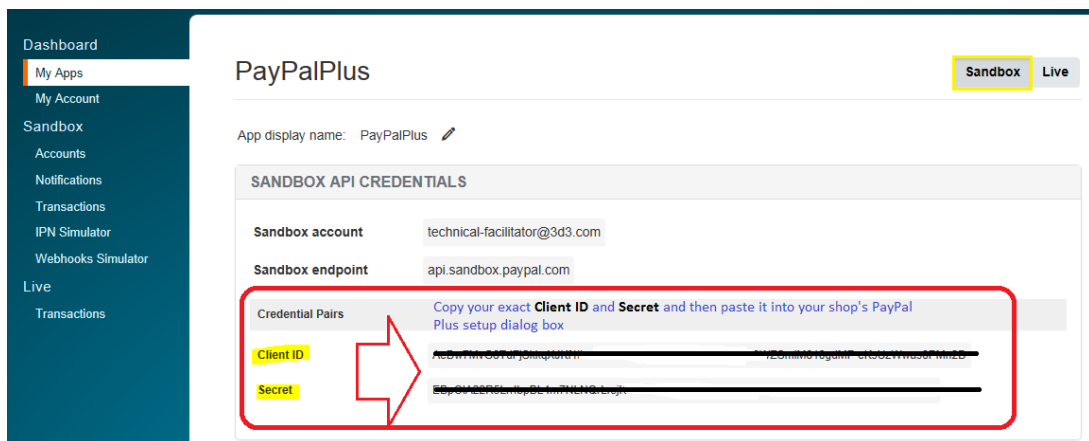 Dashboard
My Apps
My Account
Sandbox
Accounts
Notifications
Transactions
IPN Simulator
Webhooks Simulator
Live
Transactions
PayPalPlus
Sandbox Live
App display name: PayPalPlus
SANDBOX API CREDENTIALS
Sandbox account technical-facilitator@3d3.com
Sandbox endpoint api.sandbox.paypal.com
Credential Pairs
Copy your exact Client ID and Secret and then paste it into your shop's PayPal
Plus setup dialog box
Client ID
Secret